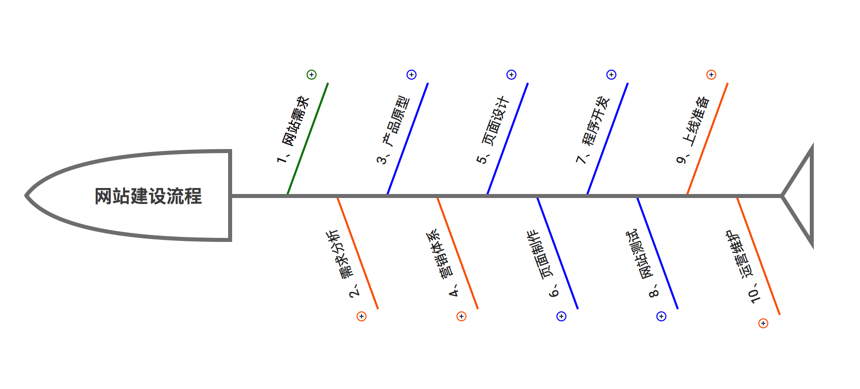 网站建设流程
1、网站需求
2、需求分析
3、产品原型
4、营销体系
5、页面设计
6、页面制作
7、程序开发
8、网站测试
9、上线准备
10、运营维护